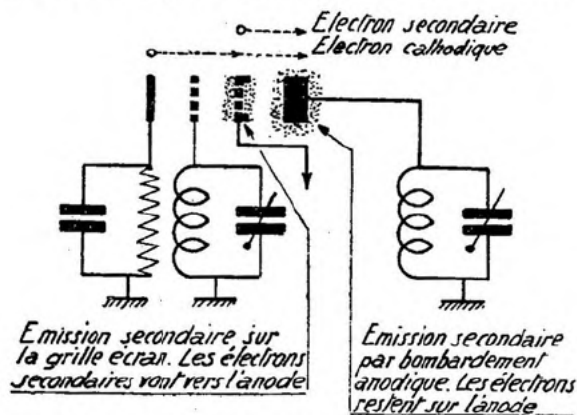 Electron secondaire
Electron cathodique
Emission secondaire sur
la grille écran. Les électrons
secondaires vont vers l'anode
Emission secondaire
par bombardement
anodique. Les électrons
restent sur l'anode